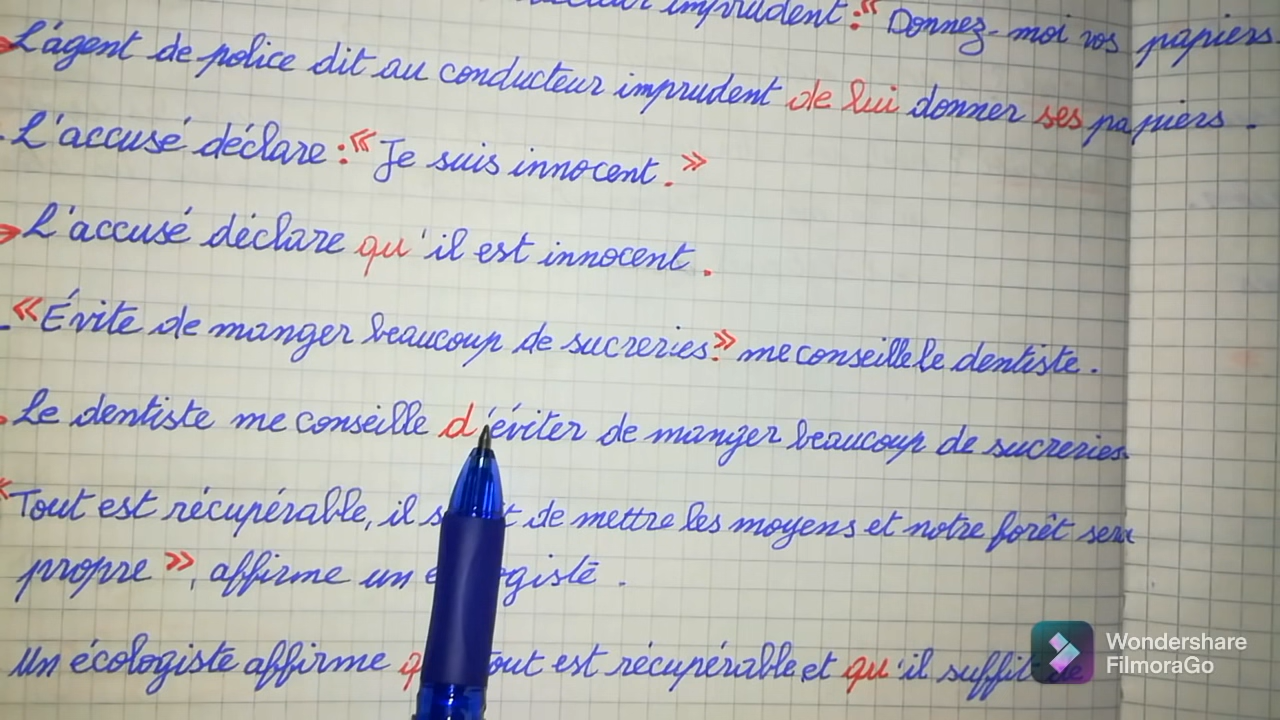 imprudent : « Donnez-moi vos papiers.
L'agent de police dit au conducteur imprudent de lui donner ses papiers.
L'accusé déclare : « Je suis innocent. »
L'accusé déclare qu'il est innocent.
- « Évite de manger beaucoup de sucreries. » me conseille le dentiste.
Le dentiste me conseille d'éviter de manger beaucoup de sucreries.
« Tout est récupérable, il de mettre les moyens et notre forêt sera
propre », affirme un .
Un écologiste affirme tout est récupérable et qu'il suffit de
Wondershare
FilmoraGo